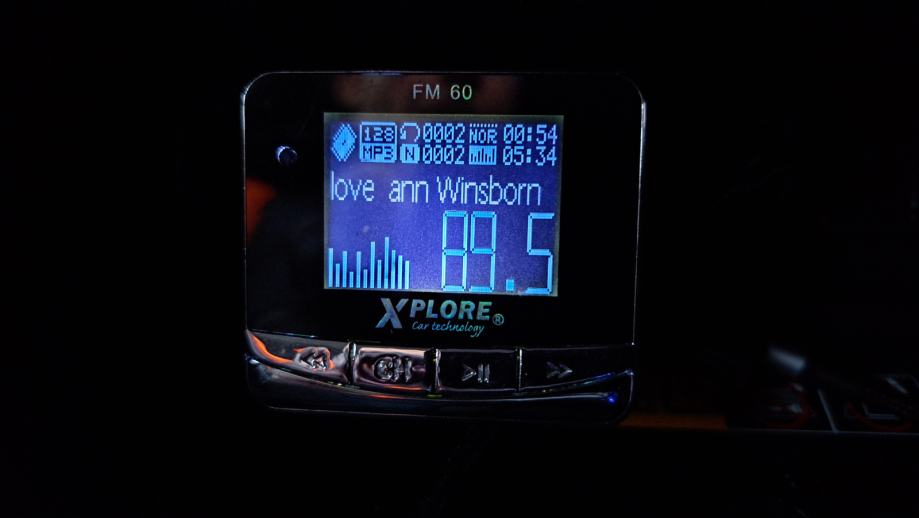 FM 60
128 0002 NOR 00:54
MP3 N 0002 05:34
love ann Winsborn
89.5
XPLORE®
Car technology
CH